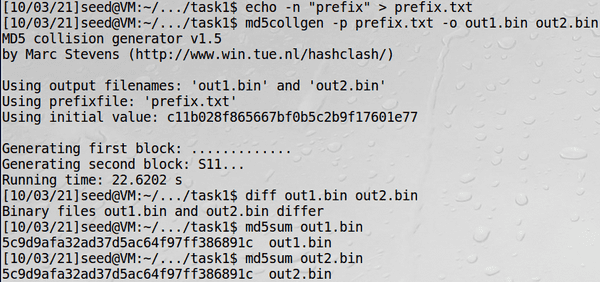 [10/03/21]seed@VM:~/.../task1$ echo -n "prefix" > prefix.txt
[10/03/21]seed@VM:~/.../task1$ md5collgen -p prefix.txt -o out1.bin out2.bin
MD5 collision generator v1.5
by Marc Stevens (http://www.win.tue.nl/hashclash/)
Using output filenames: 'out1.bin' and 'out2.bin'
Using prefixfile: 'prefix.txt'
Using initial value: c11b028f865667bf0b5c2b9f17601e77
Generating first block: .............
Generating second block: S11...
Running time: 22.6202 s
[10/03/21]seed@VM:~/.../task1$ diff out1.bin out2.bin
Binary files out1.bin and out2.bin differ
[10/03/21]seed@VM:~/.../task1$ md5sum out1.bin
5c9d9afa32ad37d5ac64f97ff386891c  out1.bin
[10/03/21]seed@VM:~/.../task1$ md5sum out2.bin
5c9d9afa32ad37d5ac64f97ff386891c  out2.bin